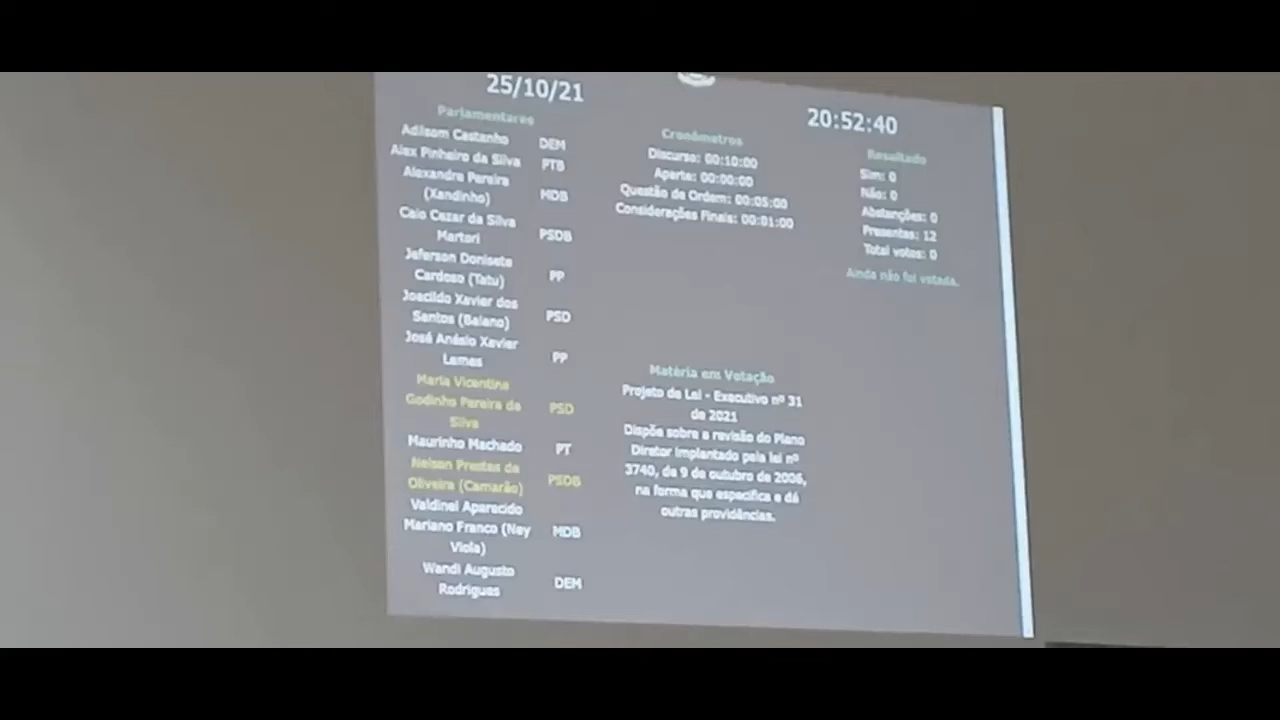 25/10/21
20:52:40
Parlamentares
Adilsom Castanho DEM
Alex Pinheiro da Silva PTB
Alexandre Pereira
(Xandinho) MDB
Caio Cezar da Silva
Martori PSDB
Jeferson Donisete
Cardoso (Tatu) PP
Joacildo Xavier dos
Santos (Baiano) PSD
José Anésio Xavier
Lemes PP
Maria Vicentina
Godinho Pereira da
Silva PSD
Maurinho Machado PT
Nelson Prestes de
Oliveira (Camarão) PSDB
Valdinei Aparecido
Mariano Franco (Ney
Viola) MDB
Wandi Augusto
Rodrigues DEM
Cronômetros
Discurso: 00:10:00
Aparte: 00:00:00
Questão de Ordem: 00:05:00
Considerações Finais: 00:01:00
Matéria em Votação
Projeto de Lei - Executivo nº 31
de 2021
Dispõe sobre a revisão do Plano
Diretor implantado pela lei nº
3740, de 9 de outubro de 2006,
na forma que especifica e dá
outras providências.
Resultado
Sim: 0
Não: 0
Abstenções: 0
Presentes: 12
Total votos: 0
Ainda não foi votada.